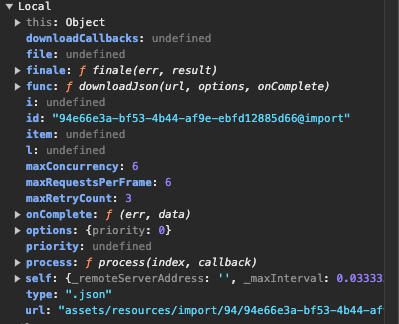 ▼ Local
▶ this: Object
downloadCallbacks: undefined
file: undefined
▶ finale: ƒ finale(err, result)
▶ func: ƒ downloadJson(url, options, onComplete)
i: undefined
id: "94e66e3a-bf53-4b44-af9e-ebfd12885d66@import"
item: undefined
l: undefined
maxConcurrency: 6
maxRequestsPerFrame: 6
maxRetryCount: 3
▶ onComplete: ƒ (err, data)
▶ options: {priority: 0}
priority: undefined
▶ process: ƒ process(index, callback)
▶ self: {_remoteServerAddress: '', _maxInterval: 0.03333
type: ".json"
url: "assets/resources/import/94/94e66e3a-bf53-4b44-af